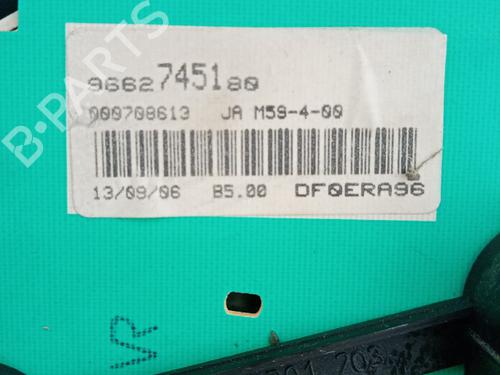 B-PARTS
9662745180
000708613 JA M59-4-00
13/09/06 B5.00 DFQERA96
VR